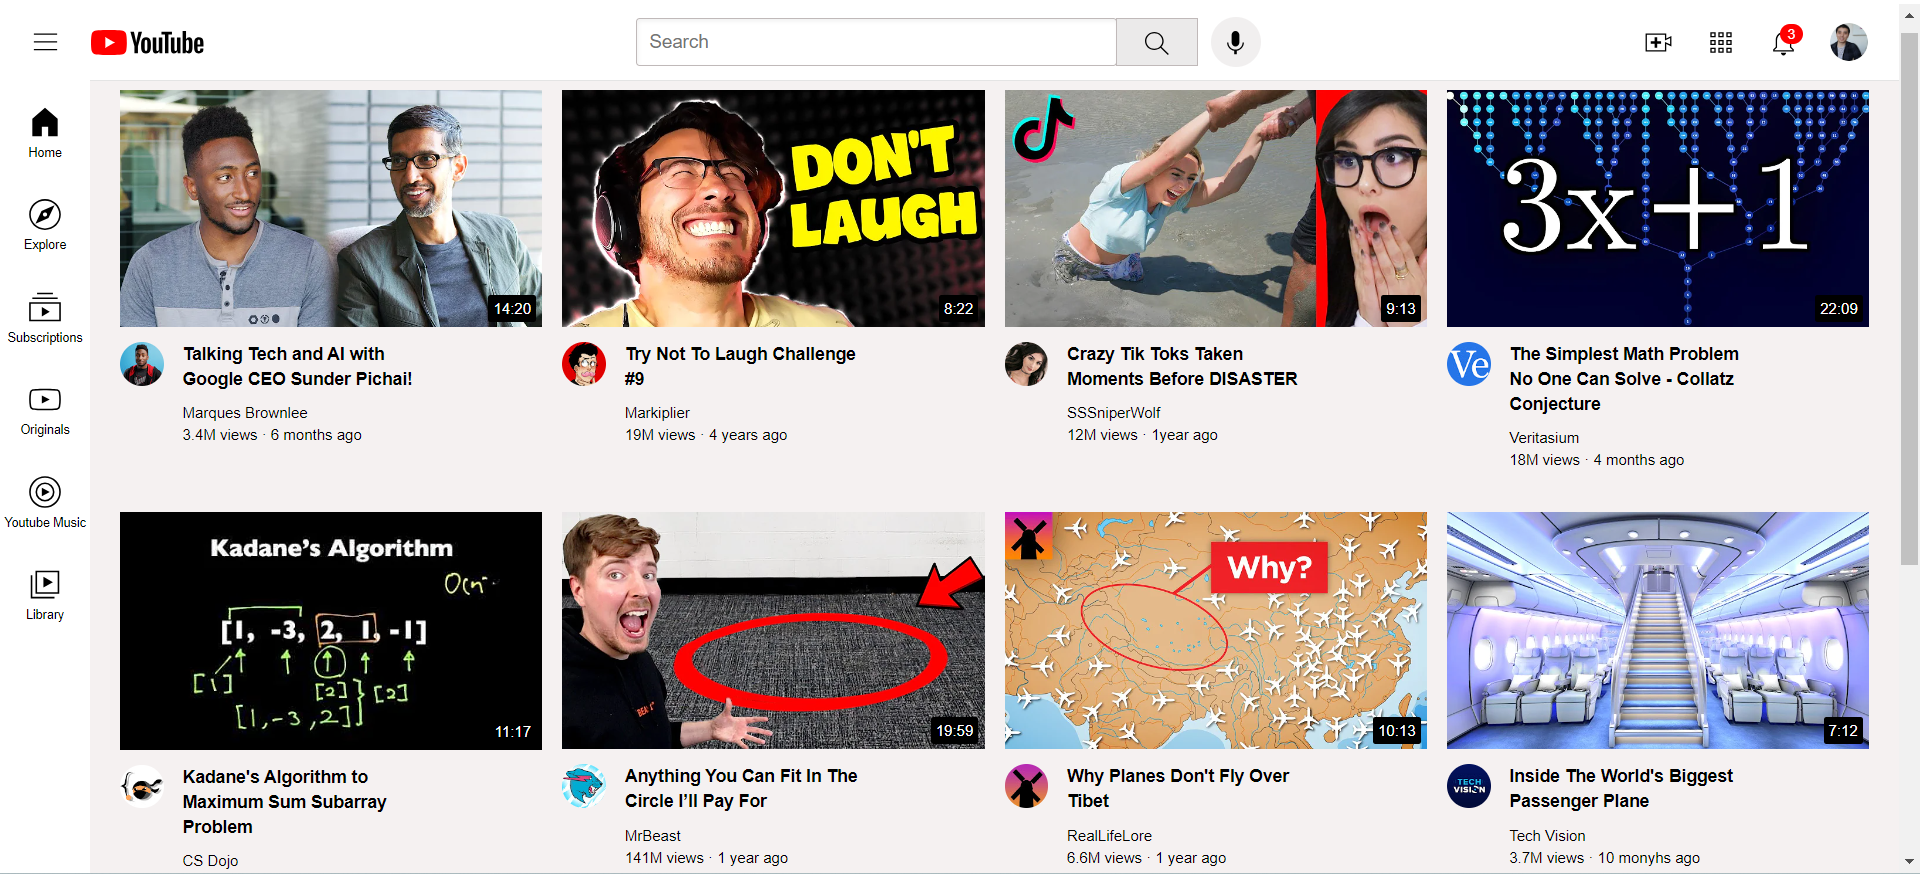 YouTube
Search
3
Home
Explore
Subscriptions
Originals
Youtube Music
Library
14:20
DON'T
LAUGH
8:22
9:13
3x+1
22:09
Talking Tech and AI with
Google CEO Sunder Pichai!
Marques Brownlee
3.4M views · 6 months ago
Try Not To Laugh Challenge
#9
Markiplier
19M views · 4 years ago
Crazy Tik Toks Taken
Moments Before DISASTER
SSSniperWolf
12M views · 1year ago
Ve
The Simplest Math Problem
No One Can Solve - Collatz
Conjecture
Veritasium
18M views · 4 months ago
Kadane's Algorithm
[1, -3, 2, 1, -1]
[1]
[2]
[2]
[1, -3, 2]
11:17
19:59
Why?
10:13
7:12
Kadane's Algorithm to
Maximum Sum Subarray
Problem
CS Dojo
Anything You Can Fit In The
Circle I’ll Pay For
MrBeast
141M views · 1 year ago
Why Planes Don't Fly Over
Tibet
RealLifeLore
6.6M views · 1 year ago
TECH
VISION
Inside The World's Biggest
Passenger Plane
Tech Vision
3.7M views · 10 monyhs ago